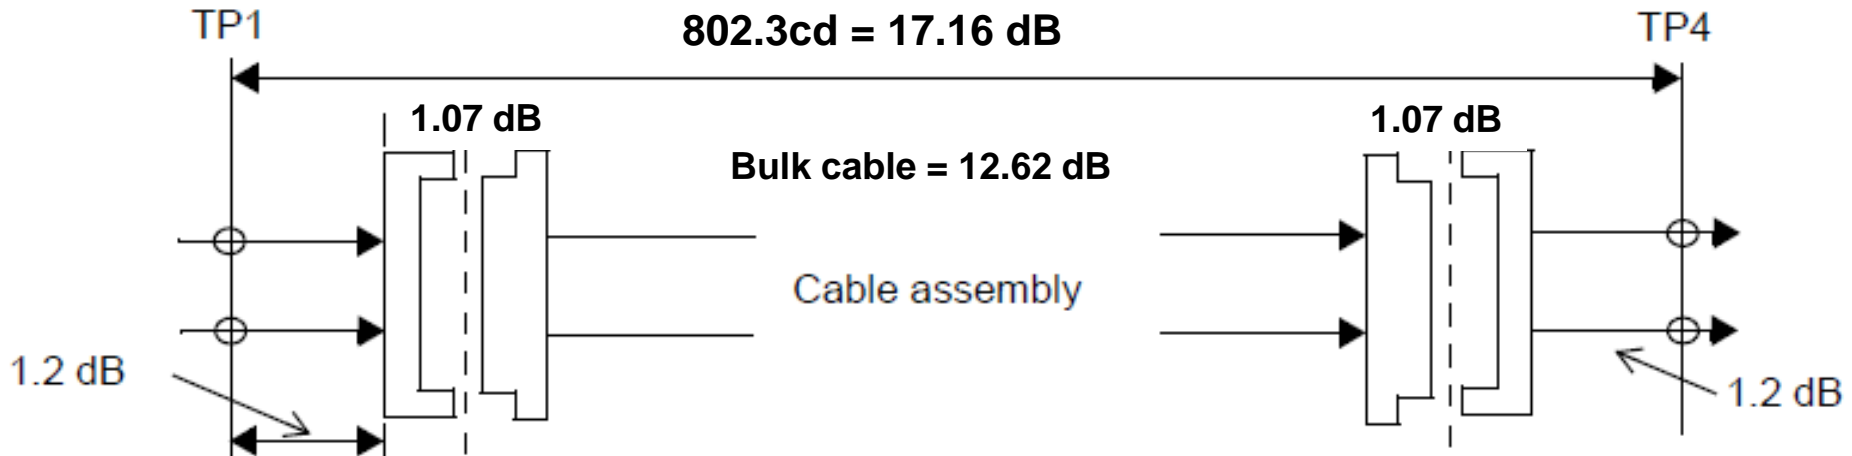 TP1
802.3cd = 17.16 dB
TP4
1.07 dB
1.07 dB
Bulk cable = 12.62 dB
Cable assembly
1.2 dB
1.2 dB